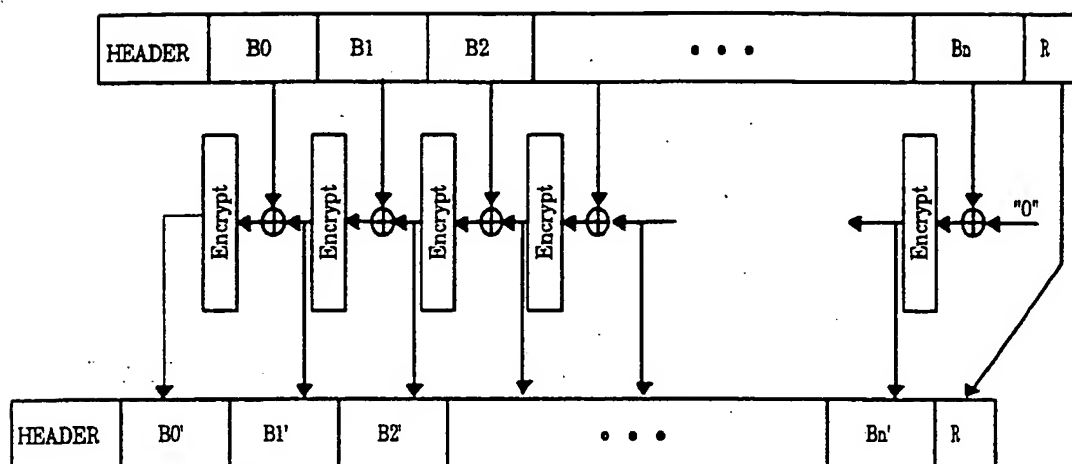 HEADER B0 B1 B2 • • • Bn R
Encrypt Encrypt Encrypt Encrypt Encrypt "0"
HEADER B0' B1' B2' • • • Bn' R